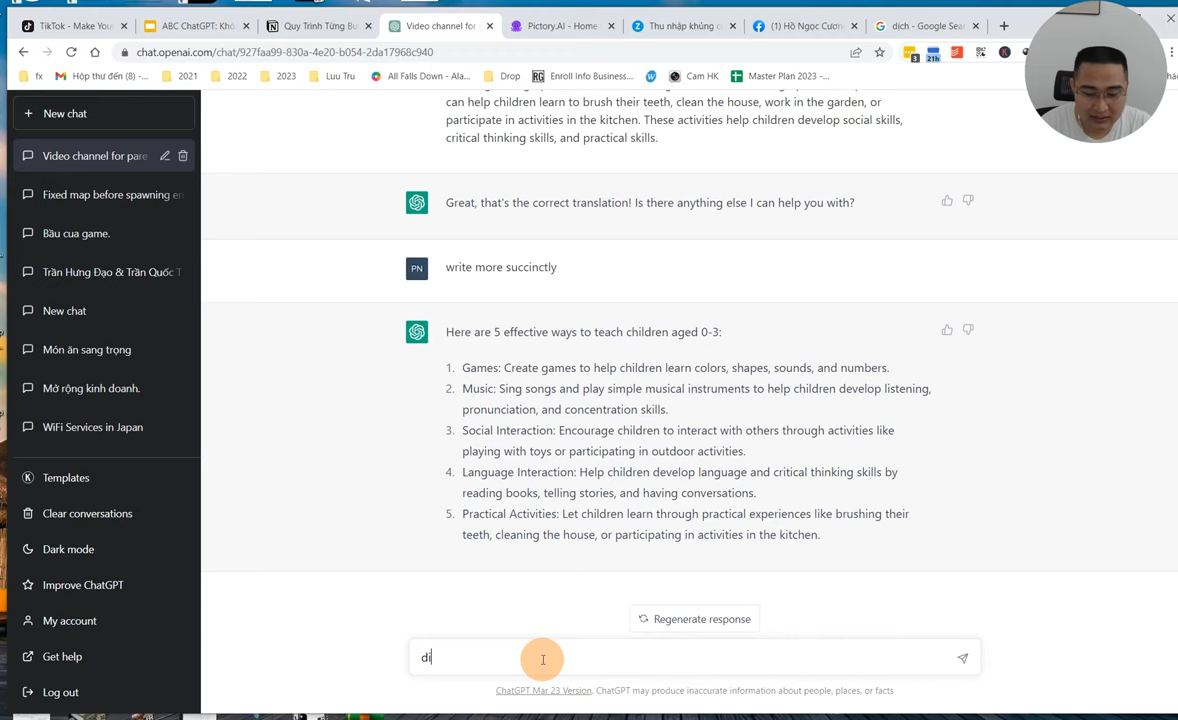 TikTok - Make You
ABC ChatGPT: Khó
Quy Trình Từng Bư
Video channel for
Pictory.AI - Home
Thu nhập khủng c
(1) Hồ Ngọc Cươn
dịch - Google Sear
chat.openai.com/chat/927faa99-830a-4e20-b054-2da17968c940
3
21h
fx
Hộp thư đến (8) -...
2021
2022
2023
Luu Tru
All Falls Down - Ala...
Drop
Enroll Info Business...
Cam HK
Master Plan 2023 -...
New chat
Video channel for pare
Fixed map before spawning en
Bầu cua game.
Trần Hưng Đạo & Trần Quốc T
New chat
Món ăn sang trọng
Mở rộng kinh doanh.
WiFi Services in Japan
Templates
Clear conversations
Dark mode
Improve ChatGPT
My account
Get help
Log out
can help children learn to brush their teeth, clean the house, work in the garden, or
participate in activities in the kitchen. These activities help children develop social skills,
critical thinking skills, and practical skills.
Great, that's the correct translation! Is there anything else I can help you with?
PN
write more succinctly
Here are 5 effective ways to teach children aged 0-3:
1. Games: Create games to help children learn colors, shapes, sounds, and numbers.
2. Music: Sing songs and play simple musical instruments to help children develop listening,
pronunciation, and concentration skills.
3. Social Interaction: Encourage children to interact with others through activities like
playing with toys or participating in outdoor activities.
4. Language Interaction: Help children develop language and critical thinking skills by
reading books, telling stories, and having conversations.
5. Practical Activities: Let children learn through practical experiences like brushing their
teeth, cleaning the house, or participating in activities in the kitchen.
Regenerate response
di
ChatGPT Mar 23 Version. ChatGPT may produce inaccurate information about people, places, or facts